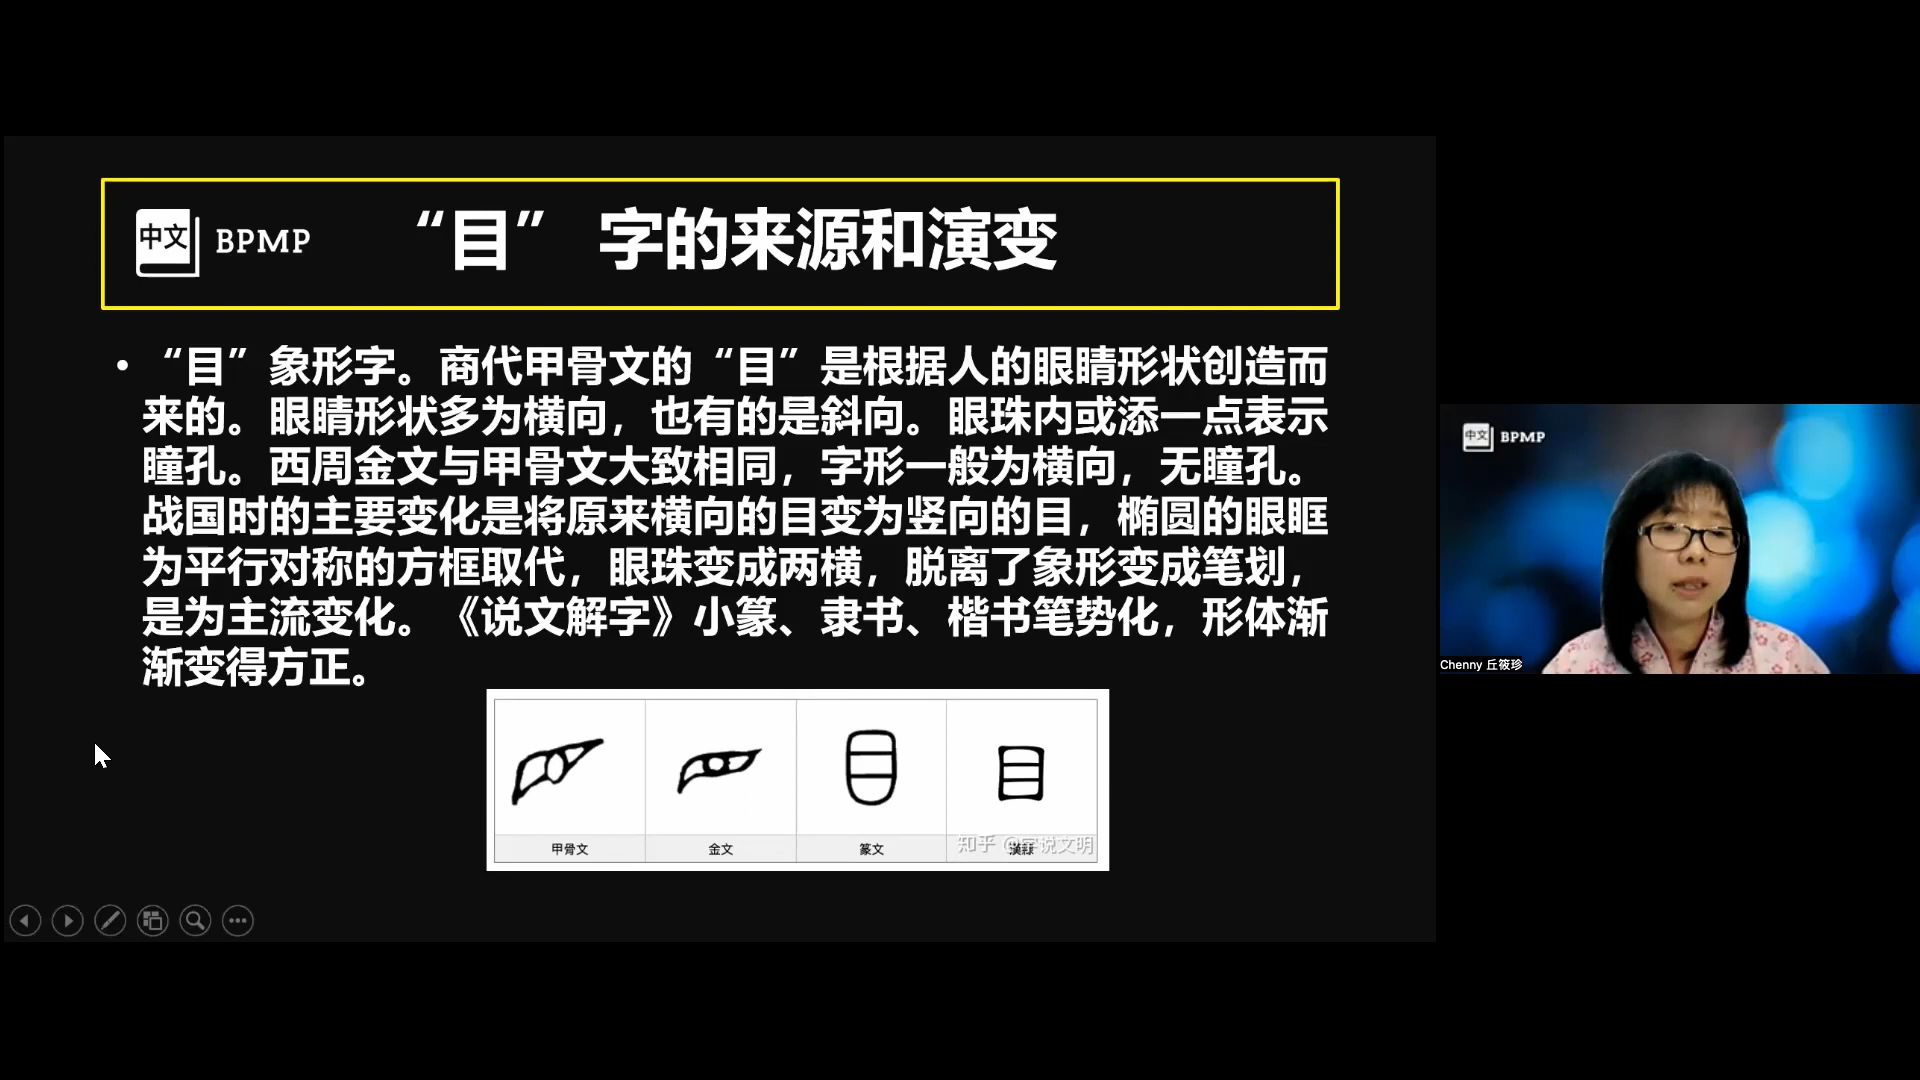 中文 BPMP
“目” 字的来源和演变
• “目”象形字。商代甲骨文的“目”是根据人的眼睛形状创造而
来的。眼睛形状多为横向，也有的是斜向。眼珠内或添一点表示
瞳孔。西周金文与甲骨文大致相同，字形一般为横向，无瞳孔。
战国时的主要变化是将原来横向的目变为竖向的目，椭圆的眼眶
为平行对称的方框取代，眼珠变成两横，脱离了象形变成笔划，
是为主流变化。《说文解字》小篆、隶书、楷书笔势化，形体渐
渐变得方正。
甲骨文 金文 篆文
知乎 @字说文明
中文 BPMP
Chenny 丘筱珍